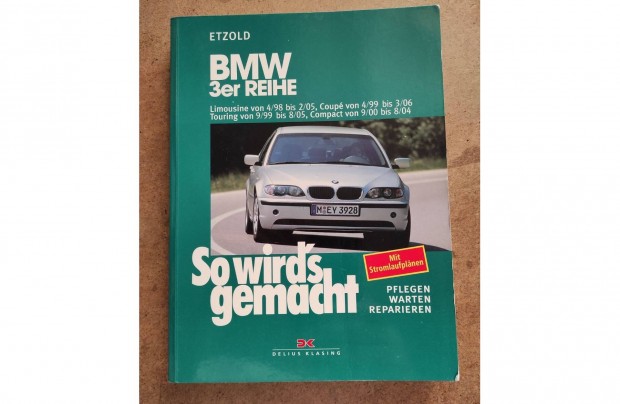 ETZOLD
BMW
3er REIHE
Limousine von 4/98 bis 2/05, Coupé von 4/99 bis 3/06
Touring von 9/99 bis 8/05, Compact von 9/00 bis 8/04
M EY 3928
So wird's
gemacht
Mit
Stromlaufplänen
PFLEGEN
WARTEN
REPARIEREN
DK
DELIUS KLASING